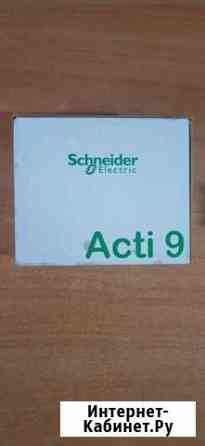 Schneider
Electric
Acti 9
Интернет-
Кабинет.Ру